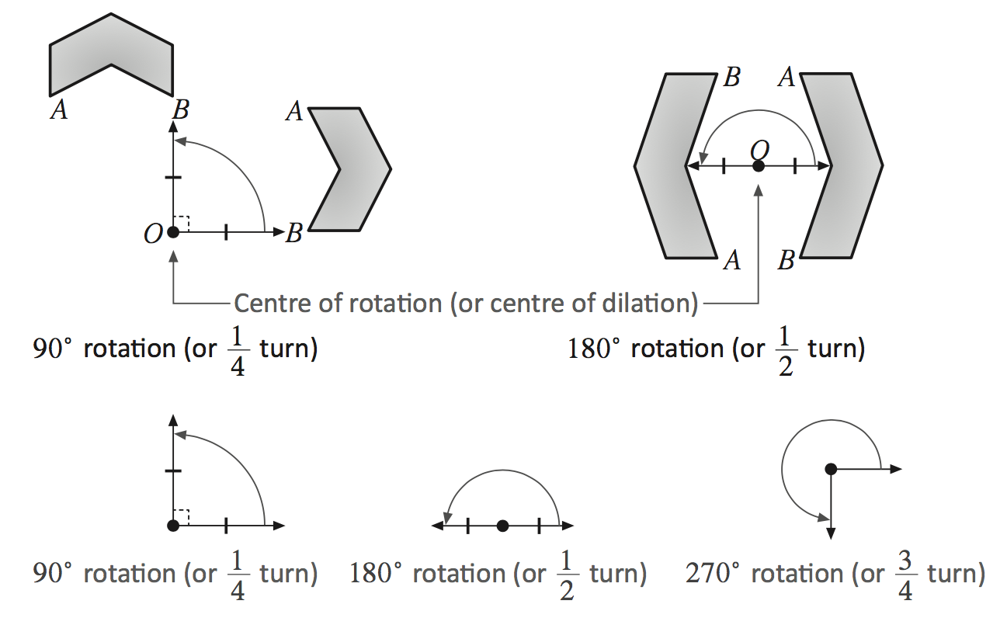 A
B
O
A
B
B
A
O
A
B
Centre of rotation (or centre of dilation)
90° rotation (or 1/4 turn)
180° rotation (or 1/2 turn)
90° rotation (or 1/4 turn)
180° rotation (or 1/2 turn)
270° rotation (or 3/4 turn)